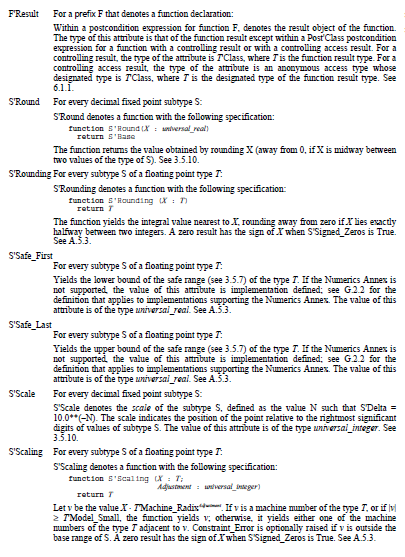 F'Result For a prefix F that denotes a function declaration:
Within a postcondition expression for function F, denotes the result object of the function.
The type of this attribute is that of the function result except within a Post'Class postcondition
expression for a function with a controlling result or with a controlling access result. For a
controlling result, the type of the attribute is T'Class, where T is the function result type. For a
controlling access result, the type of the attribute is an anonymous access type whose
designated type is T'Class, where T is the designated type of the function result type. See
6.1.1.
S'Round For every decimal fixed point subtype S:
S'Round denotes a function with the following specification:
function S'Round(X : universal_real)
return S'Base
The function returns the value obtained by rounding X (away from 0, if X is midway between
two values of the type of S). See 3.5.10.
S'Rounding For every subtype S of a floating point type T:
S'Rounding denotes a function with the following specification:
function S'Rounding (X : T)
return T
The function yields the integral value nearest to X, rounding away from zero if X lies exactly
halfway between two integers. A zero result has the sign of X when S'Signed_Zeros is True.
See A.5.3.
S'Safe_First
For every subtype S of a floating point type T:
Yields the lower bound of the safe range (see 3.5.7) of the type T. If the Numerics Annex is
not supported, the value of this attribute is implementation defined; see G.2.2 for the
definition that applies to implementations supporting the Numerics Annex. The value of this
attribute is of the type universal_real. See A.5.3.
S'Safe_Last
For every subtype S of a floating point type T:
Yields the upper bound of the safe range (see 3.5.7) of the type T. If the Numerics Annex is
not supported, the value of this attribute is implementation defined; see G.2.2 for the
definition that applies to implementations supporting the Numerics Annex. The value of this
attribute is of the type universal_real. See A.5.3.
S'Scale For every decimal fixed point subtype S:
S'Scale denotes the scale of the subtype S, defined as the value N such that S'Delta =
10.0**(–N). The scale indicates the position of the point relative to the rightmost significant
digits of values of subtype S. The value of this attribute is of the type universal_integer. See
3.5.10.
S'Scaling For every subtype S of a floating point type T:
S'Scaling denotes a function with the following specification:
function S'Scaling (X : T;
Adjustment : universal_integer)
return T
Let v be the value X · T'Machine_Radix^Adjustment. If v is a machine number of the type T, or if |v|
≥ T'Model_Small, the function yields v; otherwise, it yields either one of the machine
numbers of the type T adjacent to v. Constraint_Error is optionally raised if v is outside the
base range of S. A zero result has the sign of X when S'Signed_Zeros is True. See A.5.3.